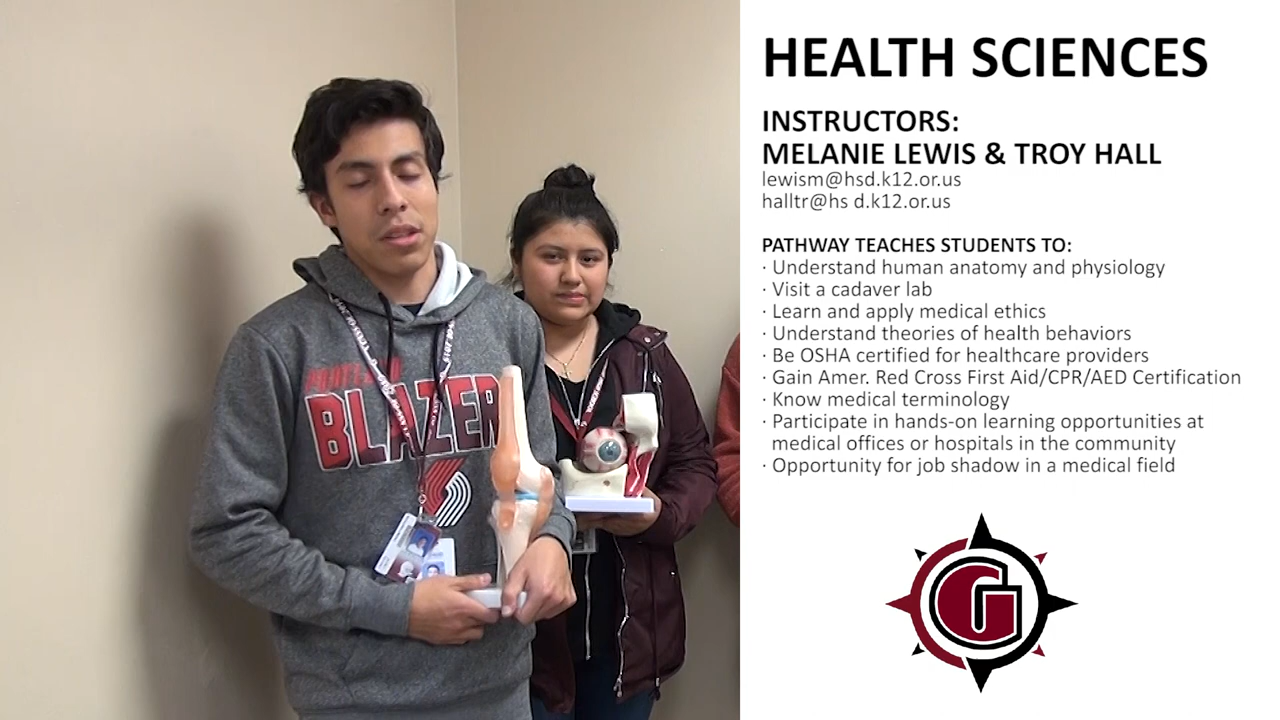 HEALTH SCIENCES
INSTRUCTORS:
MELANIE LEWIS & TROY HALL
lewism@hsd.k12.or.us
halltr@hs d.k12.or.us
PATHWAY TEACHES STUDENTS TO:
· Understand human anatomy and physiology
· Visit a cadaver lab
· Learn and apply medical ethics
· Understand theories of health behaviors
· Be OSHA certified for healthcare providers
· Gain Amer. Red Cross First Aid/CPR/AED Certification
· Know medical terminology
· Participate in hands-on learning opportunities at
medical offices or hospitals in the community
· Opportunity for job shadow in a medical field
PORTLAND
BLAZER
G